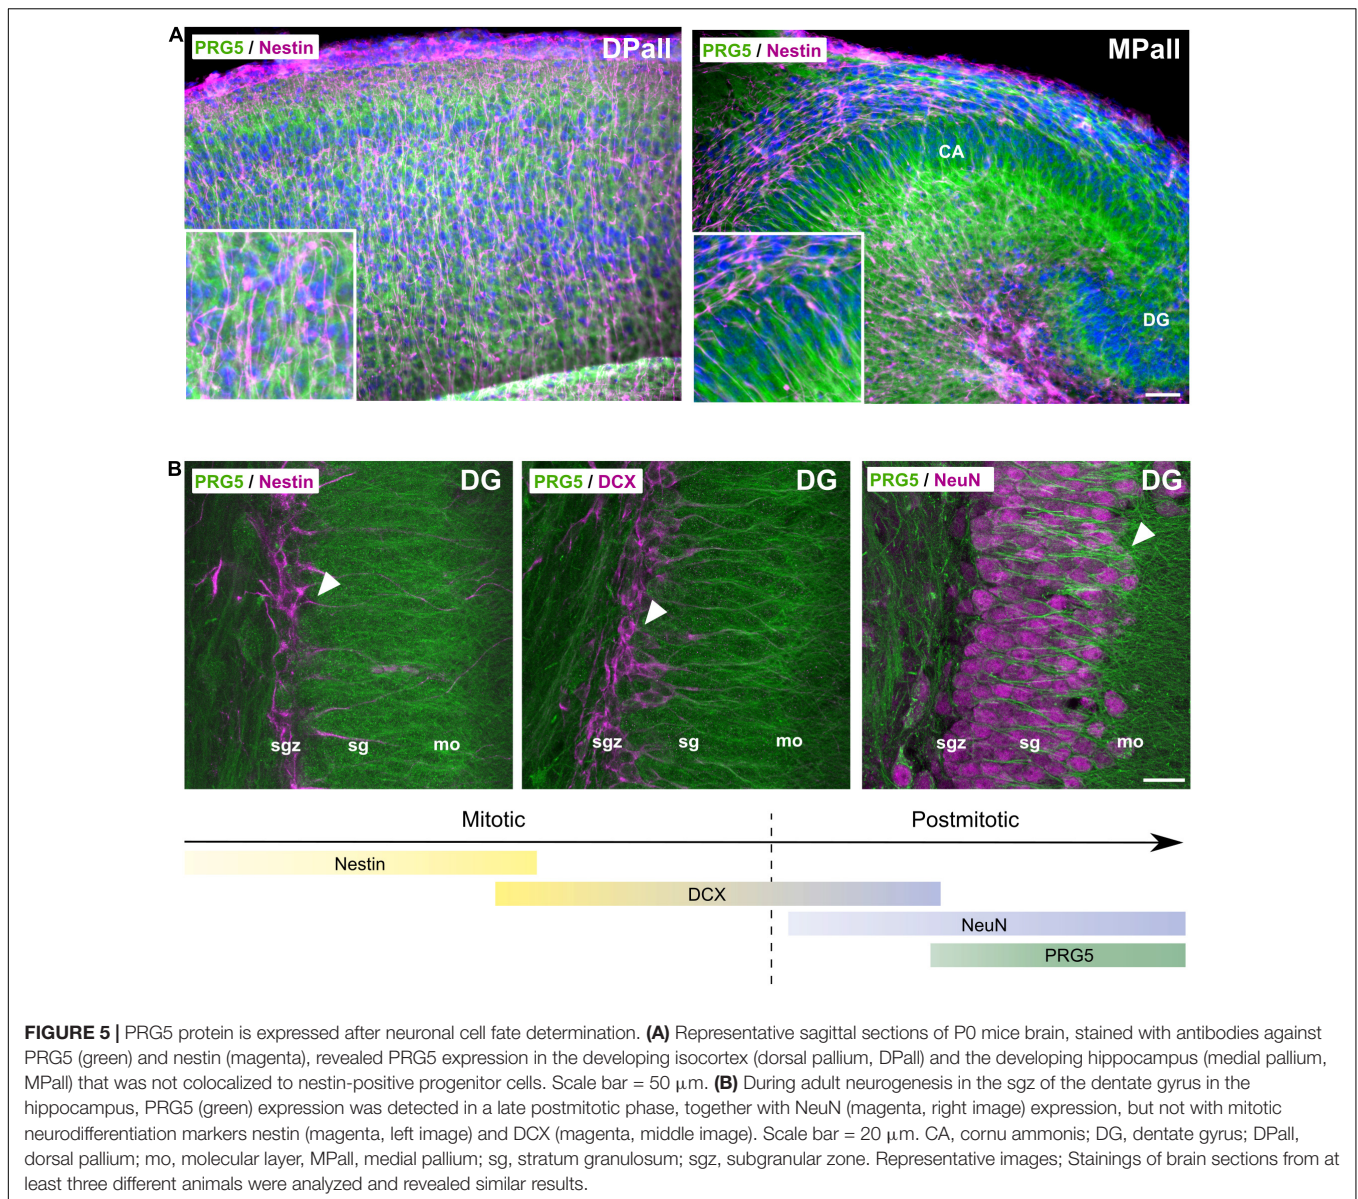 A
PRG5 / Nestin
DPall
PRG5 / Nestin
MPall
CA
DG
B
PRG5 / Nestin
DG
PRG5 / DCX
DG
PRG5 / NeuN
DG
sgz
sg
mo
sgz
sg
mo
sgz
sg
mo
Mitotic
Postmitotic
Nestin
DCX
NeuN
PRG5
FIGURE 5 | PRG5 protein is expressed after neuronal cell fate determination. (A) Representative sagittal sections of P0 mice brain, stained with antibodies against
PRG5 (green) and nestin (magenta), revealed PRG5 expression in the developing isocortex (dorsal pallium, DPall) and the developing hippocampus (medial pallium,
MPall) that was not colocalized to nestin-positive progenitor cells. Scale bar = 50 μm. (B) During adult neurogenesis in the sgz of the dentate gyrus in the
hippocampus, PRG5 (green) expression was detected in a late postmitotic phase, together with NeuN (magenta, right image) expression, but not with mitotic
neurodifferentiation markers nestin (magenta, left image) and DCX (magenta, middle image). Scale bar = 20 μm. CA, cornu ammonis; DG, dentate gyrus; DPall,
dorsal pallium; mo, molecular layer, MPall, medial pallium; sg, stratum granulosum; sgz, subgranular zone. Representative images; Stainings of brain sections from at
least three different animals were analyzed and revealed similar results.